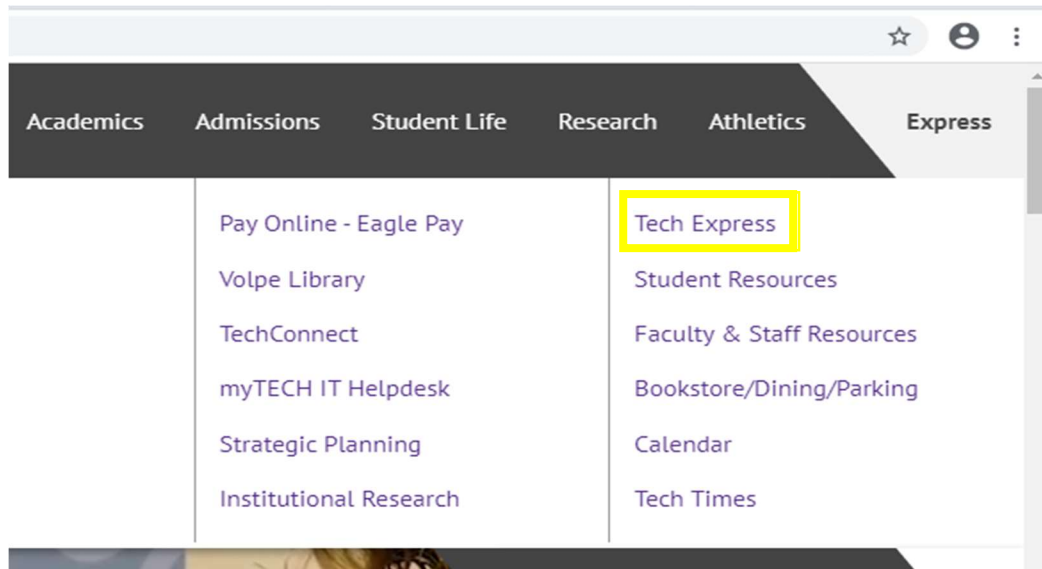 Academics Admissions Student Life Research Athletics Express
Pay Online - Eagle Pay
Volpe Library
TechConnect
myTECH IT Helpdesk
Strategic Planning
Institutional Research
Tech Express
Student Resources
Faculty & Staff Resources
Bookstore/Dining/Parking
Calendar
Tech Times